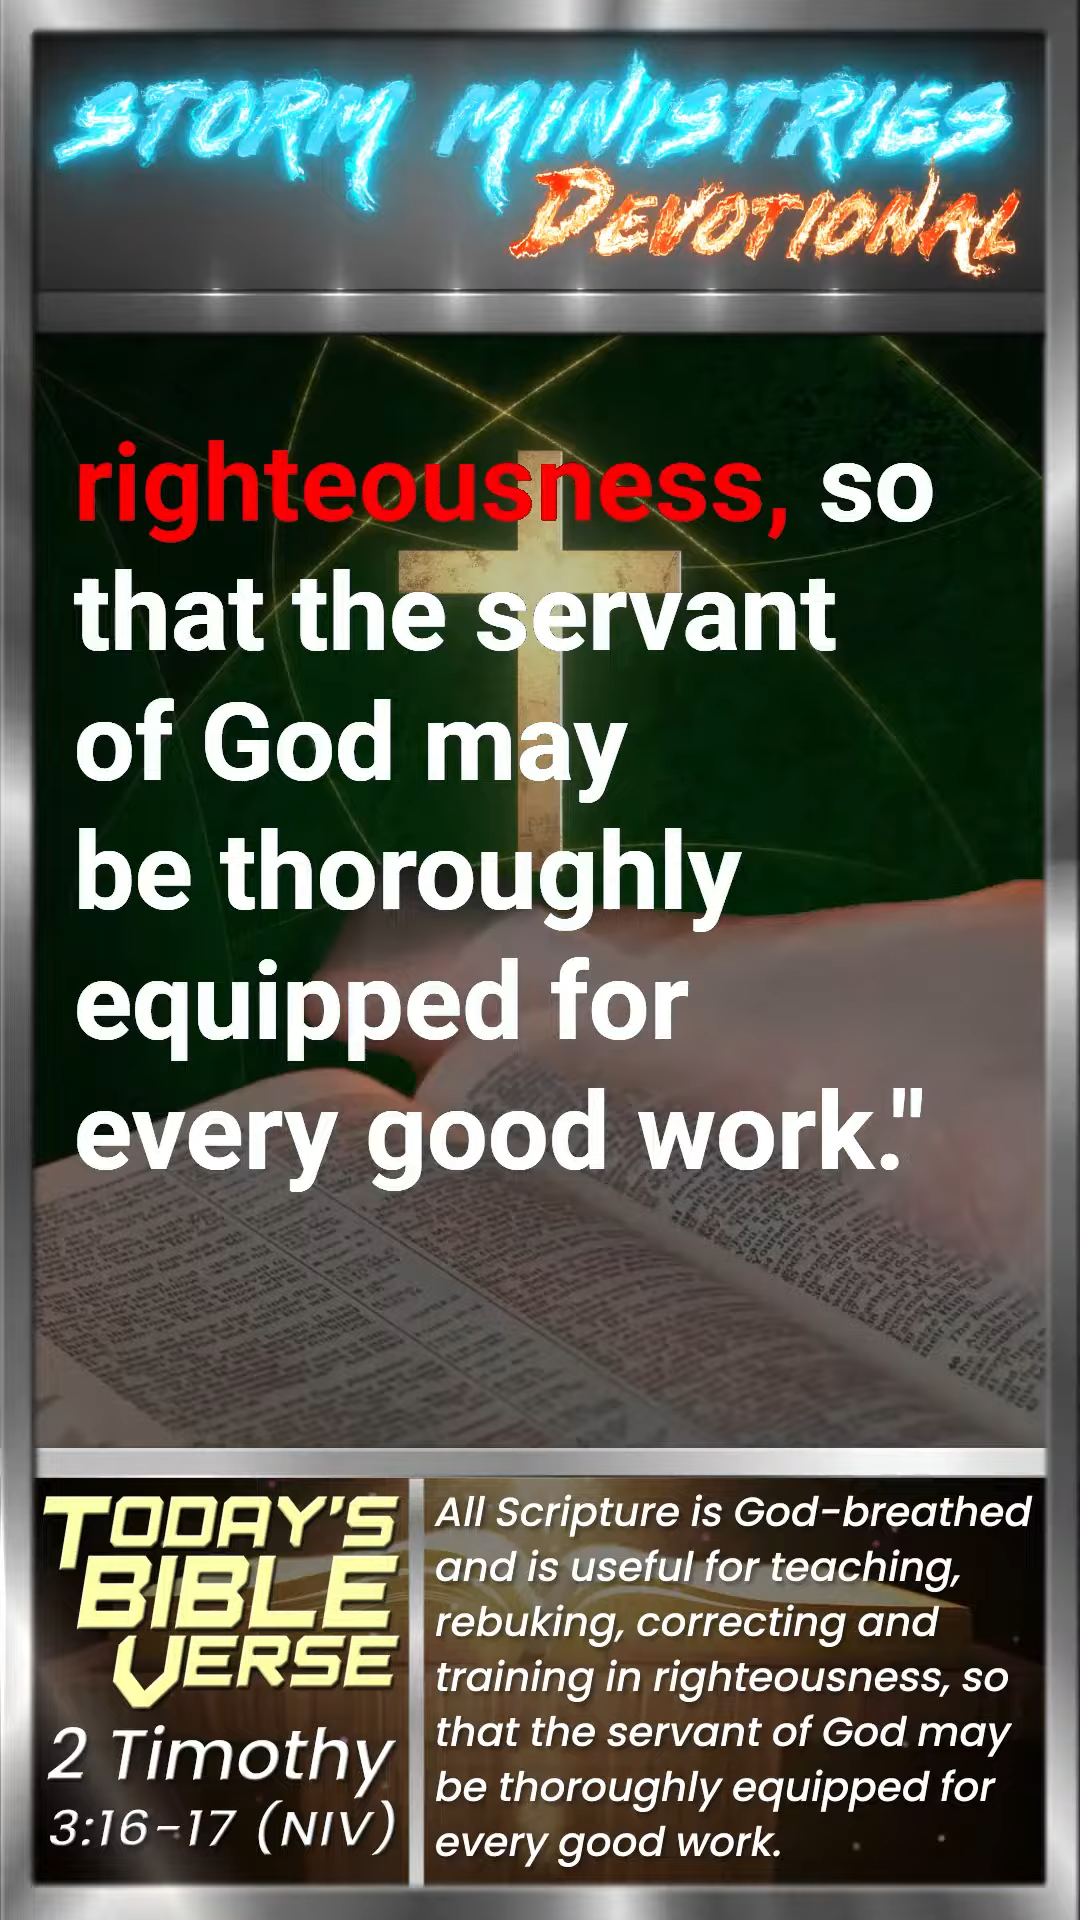 STORM MINISTRIES
DEVOTIONAL
righteousness, so
that the servant
of God may
be thoroughly
equipped for
every good work."
TODAY'S
BIBLE
VERSE
2 Timothy
3:16-17 (NIV)
All Scripture is God-breathed
and is useful for teaching,
rebuking, correcting and
training in righteousness, so
that the servant of God may
be thoroughly equipped for
every good work.